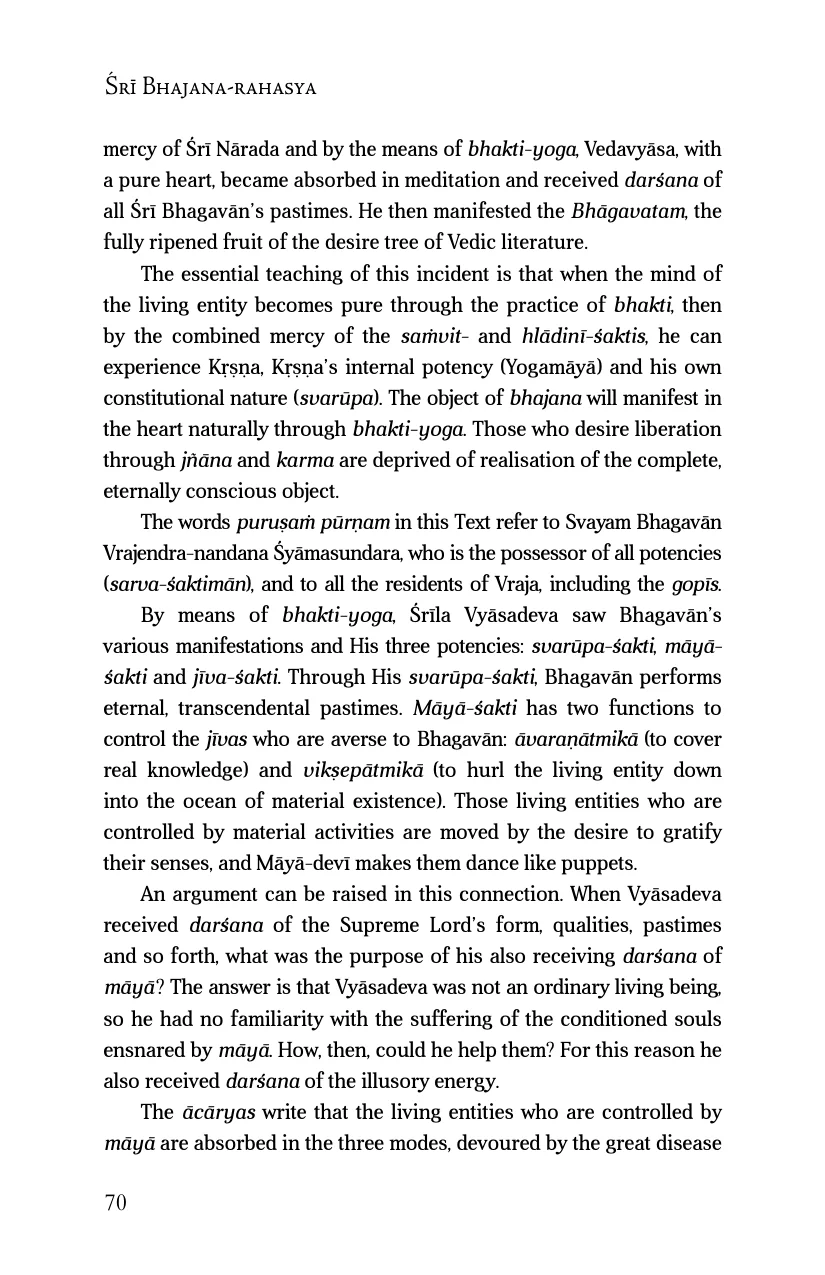 Śrī Bhajana-rahasya
mercy of Śrī Nārada and by the means of bhakti-yoga, Vedavyāsa, with
a pure heart, became absorbed in meditation and received darśana of
all Śrī Bhagavān’s pastimes. He then manifested the Bhāgavatam, the
fully ripened fruit of the desire tree of Vedic literature.
The essential teaching of this incident is that when the mind of
the living entity becomes pure through the practice of bhakti, then
by the combined mercy of the saṁvit- and hlādinī-śaktis, he can
experience Kṛṣṇa, Kṛṣṇa’s internal potency (Yogamāyā) and his own
constitutional nature (svarūpa). The object of bhajana will manifest in
the heart naturally through bhakti-yoga. Those who desire liberation
through jñāna and karma are deprived of realisation of the complete,
eternally conscious object.
The words puruṣaṁ pūrṇam in this Text refer to Svayam Bhagavān
Vrajendra-nandana Śyāmasundara, who is the possessor of all potencies
(sarva-śaktimān), and to all the residents of Vraja, including the gopīs.
By means of bhakti-yoga, Śrīla Vyāsadeva saw Bhagavān’s
various manifestations and His three potencies: svarūpa-śakti, māyā-
śakti and jīva-śakti. Through His svarūpa-śakti, Bhagavān performs
eternal, transcendental pastimes. Māyā-śakti has two functions to
control the jīvas who are averse to Bhagavān: āvaraṇātmikā (to cover
real knowledge) and vikṣepātmikā (to hurl the living entity down
into the ocean of material existence). Those living entities who are
controlled by material activities are moved by the desire to gratify
their senses, and Māyā-devī makes them dance like puppets.
An argument can be raised in this connection. When Vyāsadeva
received darśana of the Supreme Lord’s form, qualities, pastimes
and so forth, what was the purpose of his also receiving darśana of
māyā? The answer is that Vyāsadeva was not an ordinary living being,
so he had no familiarity with the suffering of the conditioned souls
ensnared by māyā. How, then, could he help them? For this reason he
also received darśana of the illusory energy.
The ācāryas write that the living entities who are controlled by
māyā are absorbed in the three modes, devoured by the great disease
70